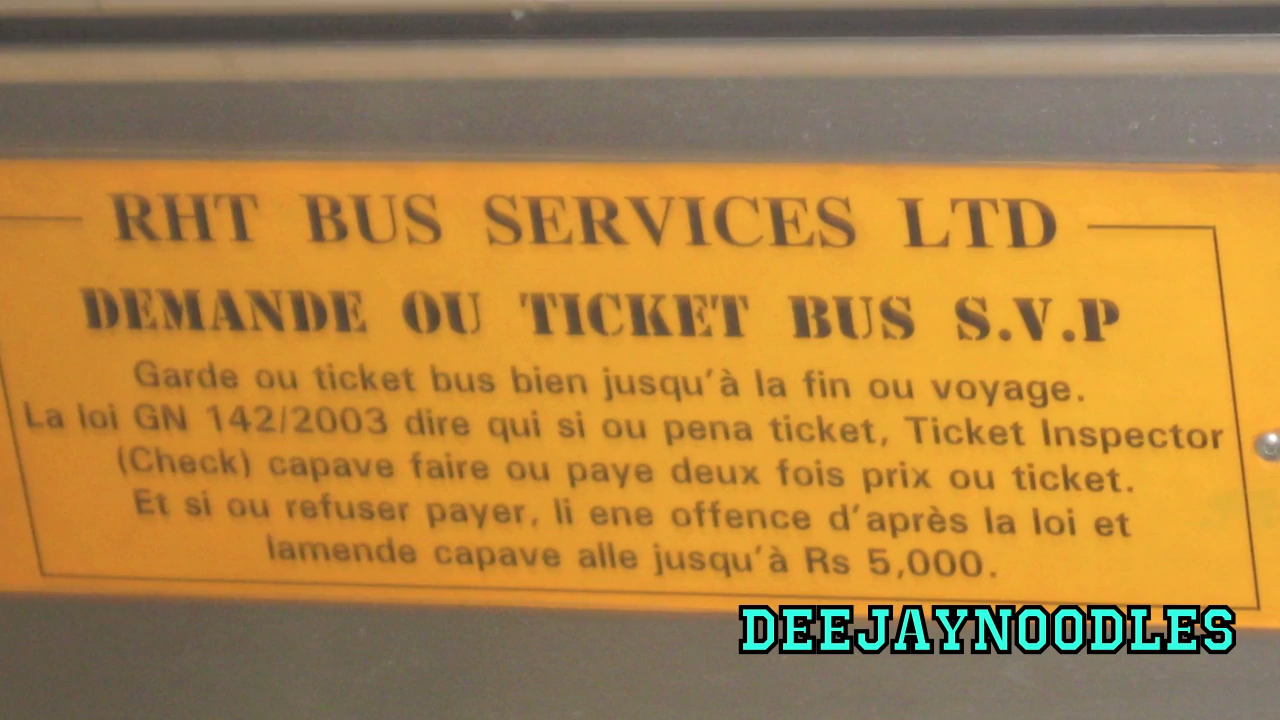 RHT BUS SERVICES LTD
DEMANDE OU TICKET BUS S.V.P
Garde ou ticket bus bien jusqu'à la fin ou voyage.
La loi GN 142/2003 dire qui si ou pena ticket, Ticket Inspector
(Check) capave faire ou paye deux fois prix ou ticket.
Et si ou refuser payer, li ene offence d'après la loi et
lamende capave alle jusqu'à Rs 5,000.
DEEJAYNOODLES